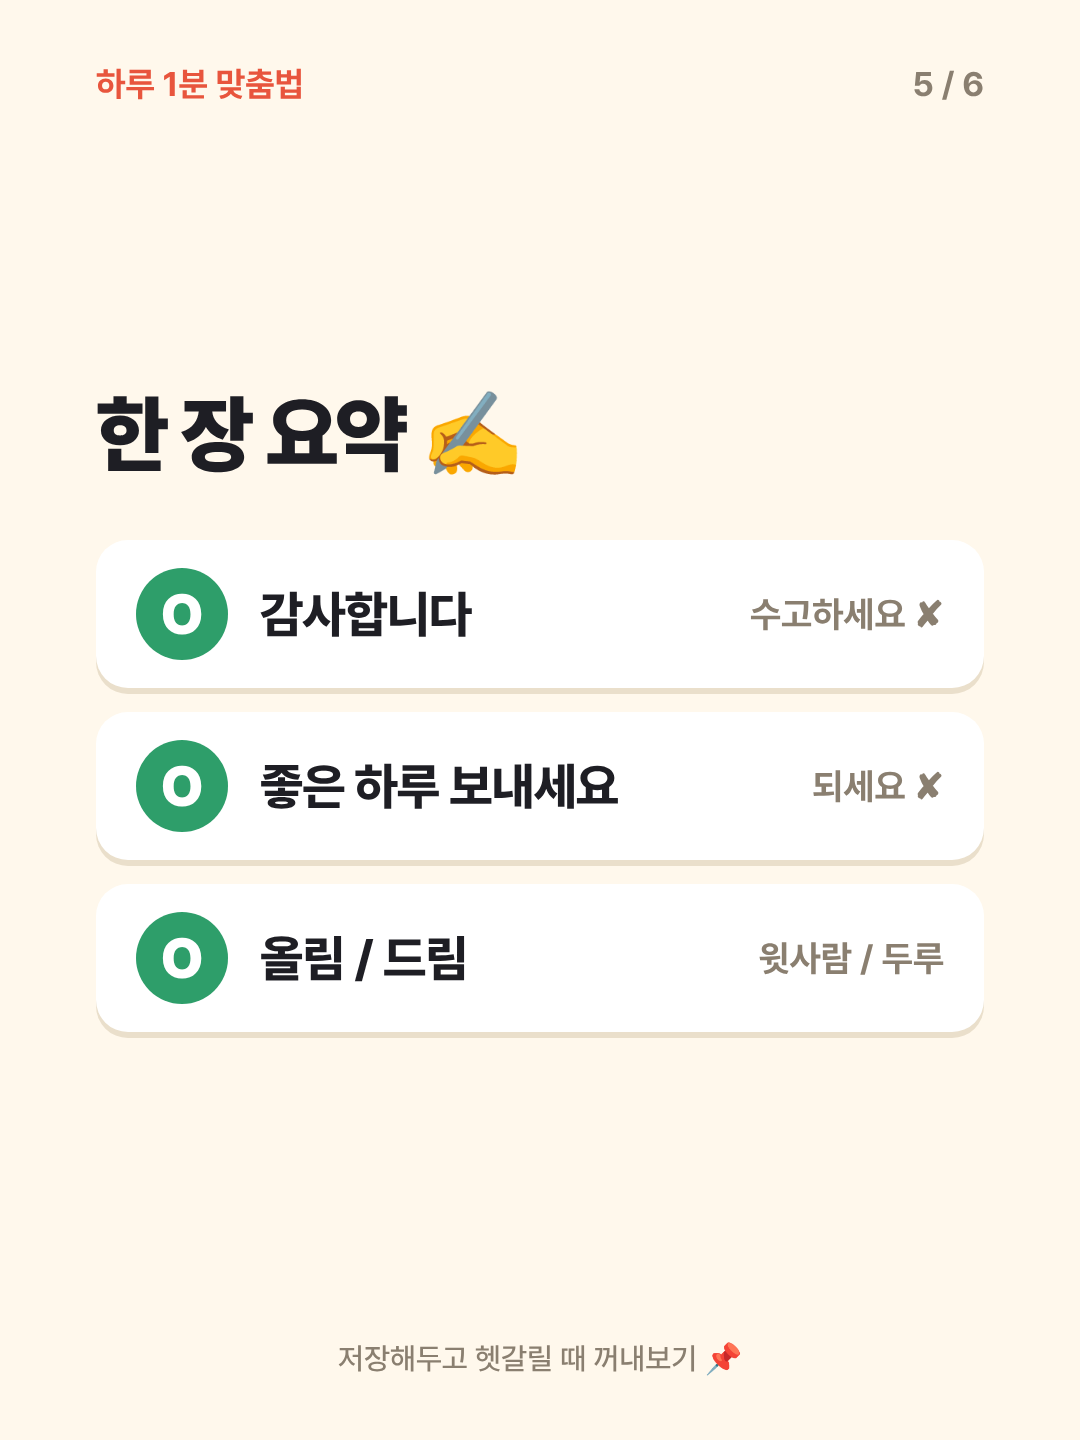 하루 1분 맞춤법
5 / 6
한 장 요약 ✍️
O 감사합니다 수고하세요 ✘
O 좋은 하루 보내세요 되세요 ✘
O 올림 / 드림 윗사람 / 두루
저장해두고 헷갈릴 때 꺼내보기 📌